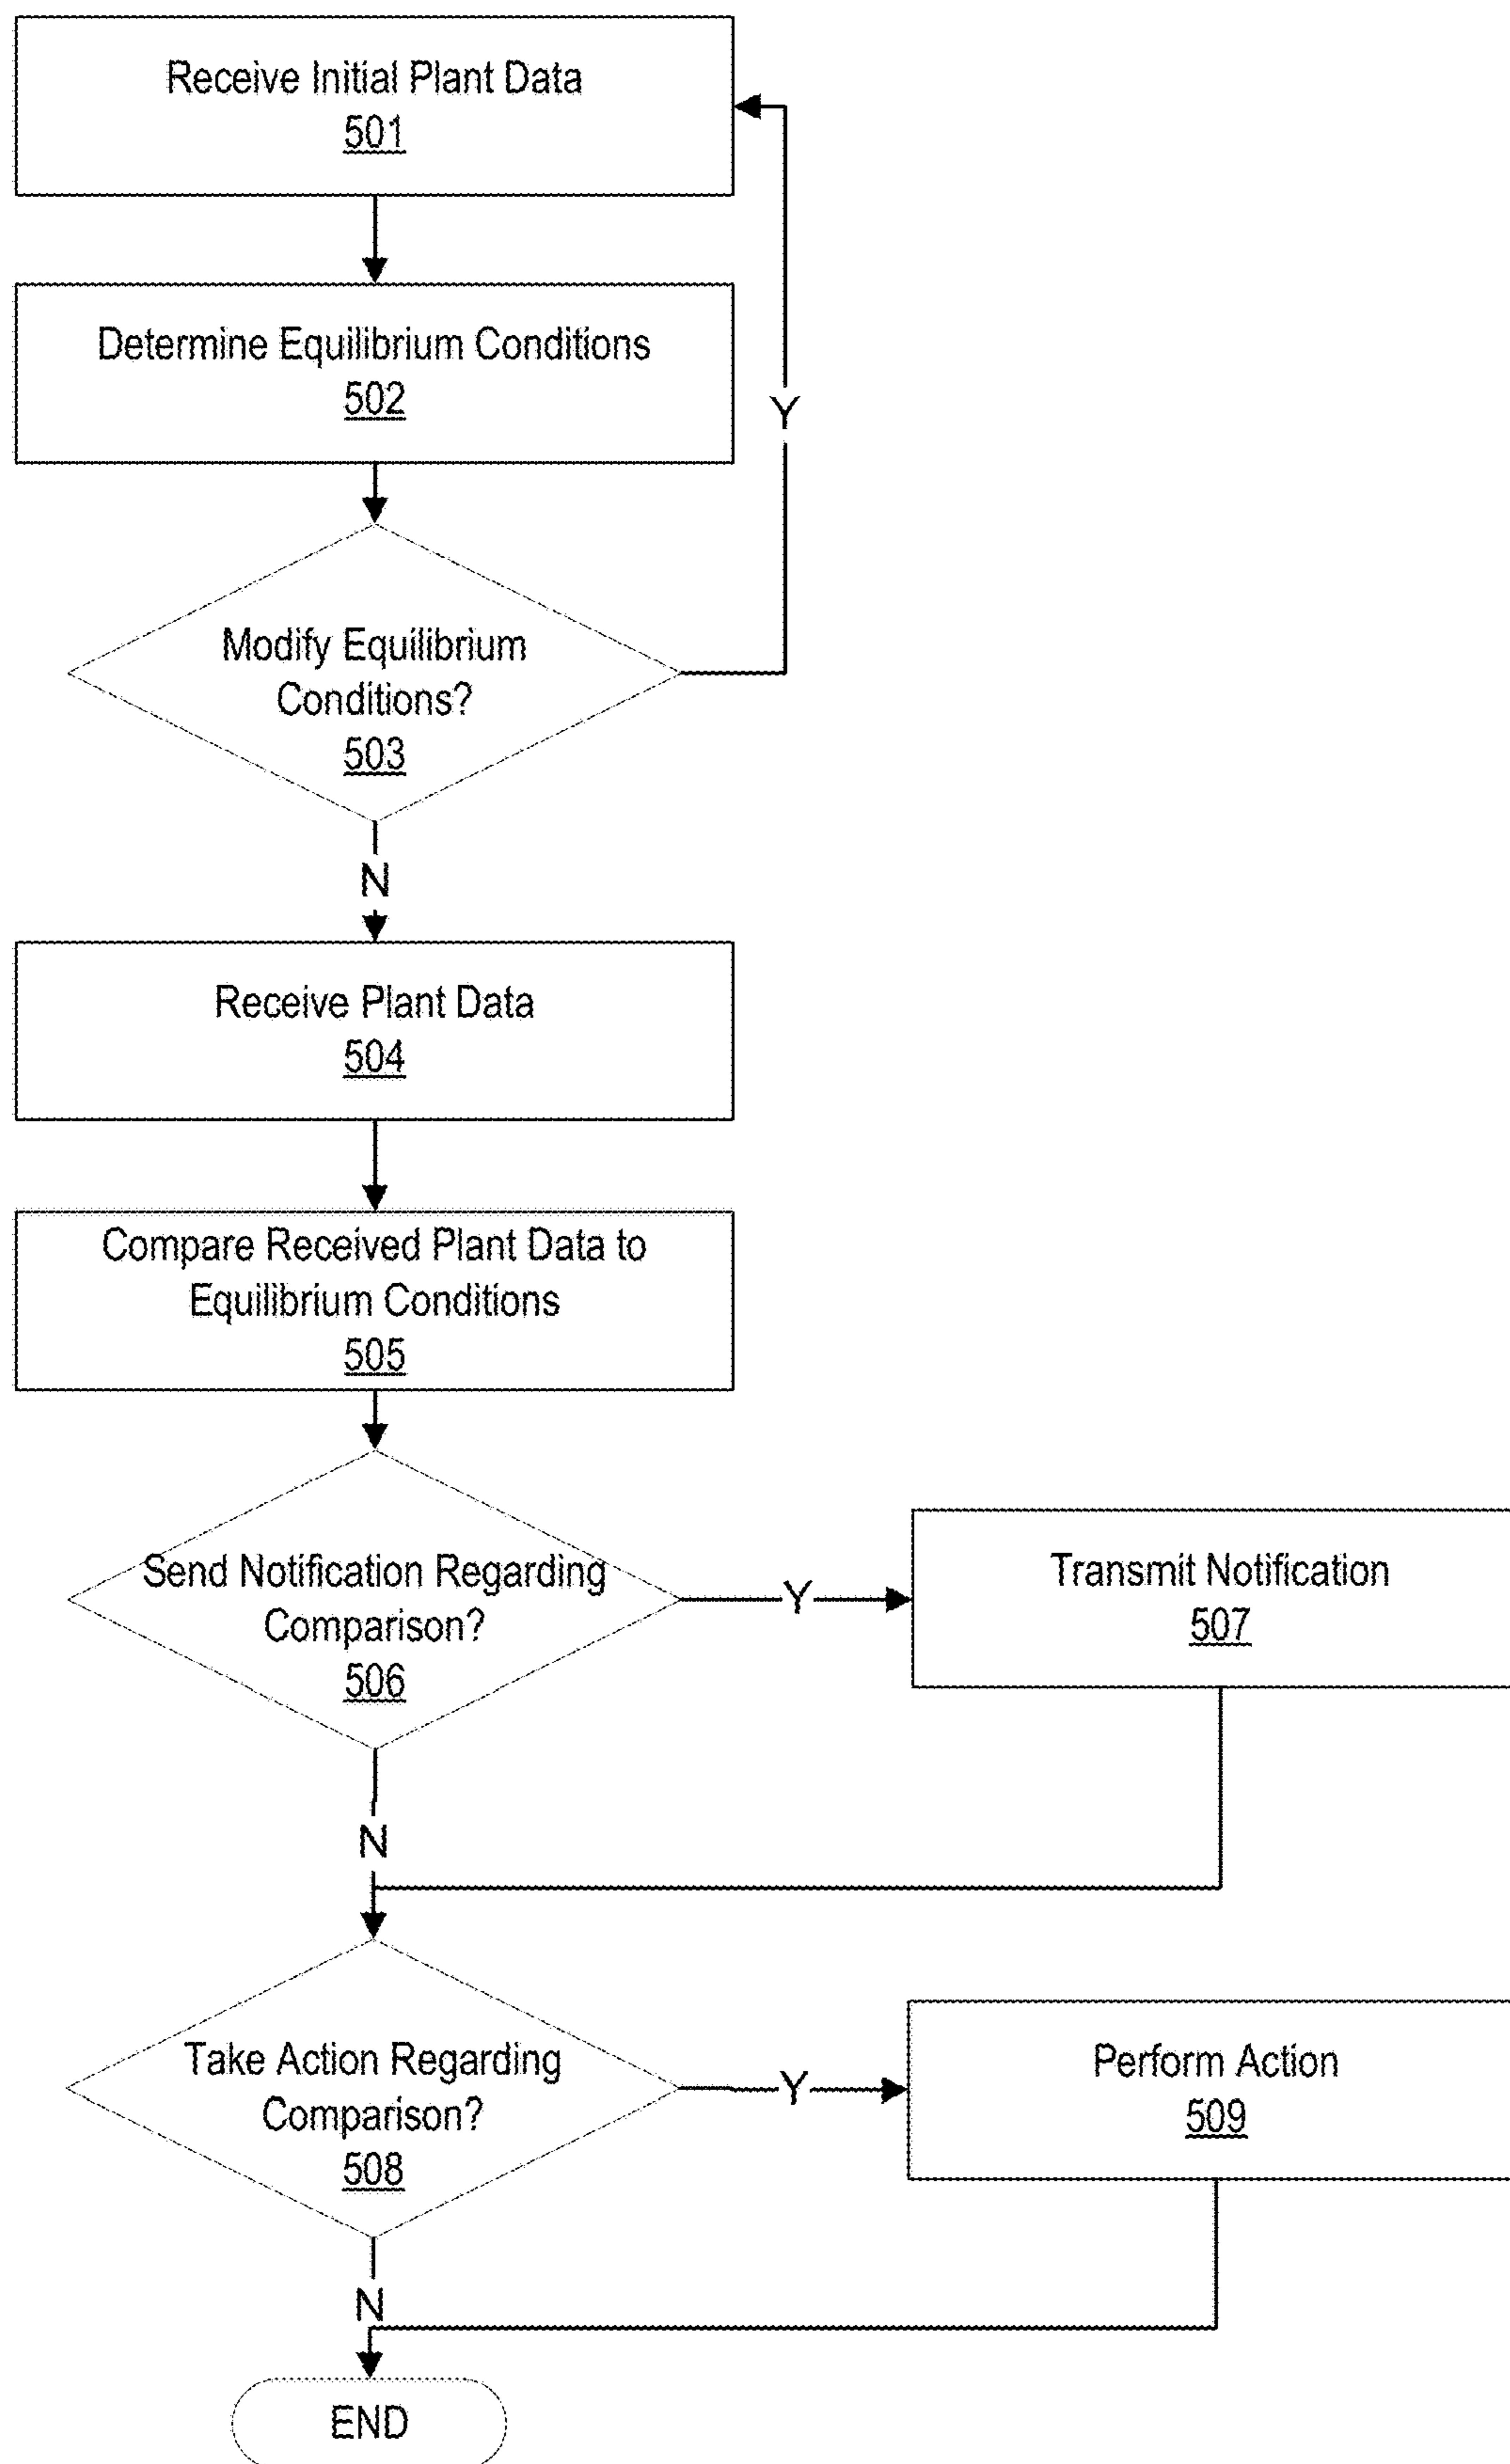 Receive Initial Plant Data
501
Determine Equilibrium Conditions
502
Y
Modify Equilibrium
Conditions?
503
N
Receive Plant Data
504
Compare Received Plant Data to
Equilibrium Conditions
505
Send Notification Regarding
Comparison?
506
Y
Transmit Notification
507
N
Take Action Regarding
Comparison?
508
Y
Perform Action
509
N
END